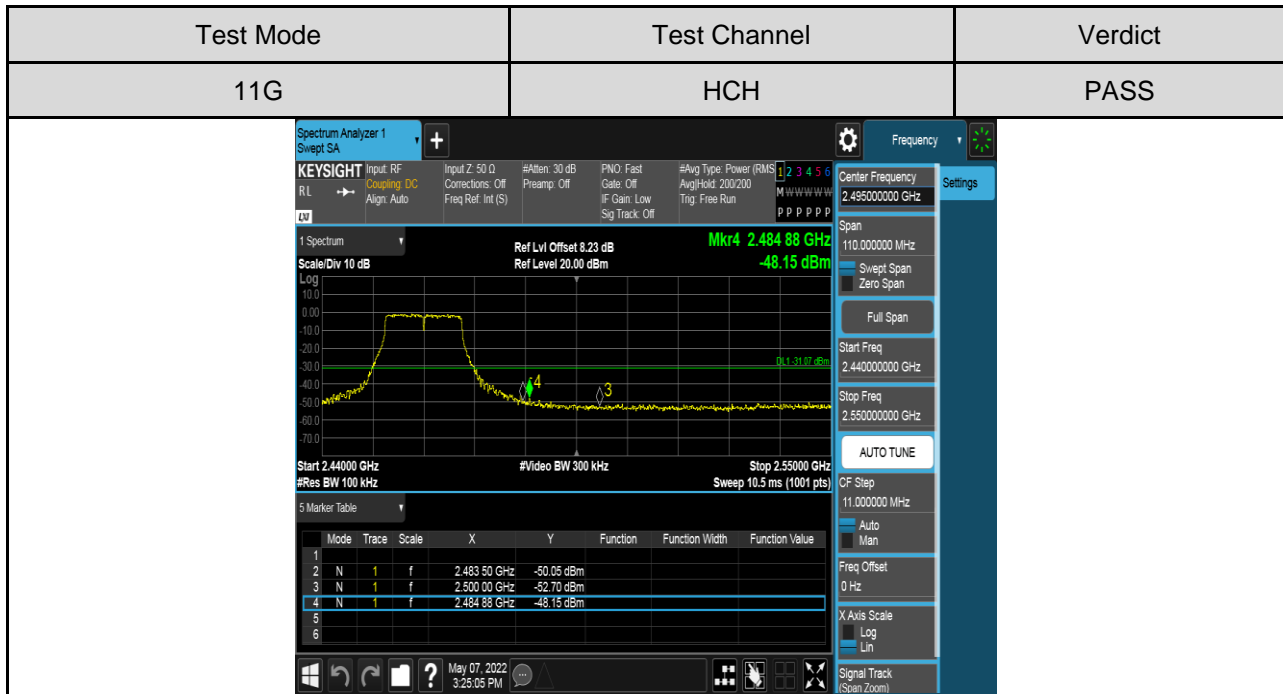 Test Mode Test Channel Verdict
11G HCH PASS
Spectrum Analyzer 1
Swept SA
+
Frequency
KEYSIGHT Input: RF Input Z: 50 Ω #Atten: 30 dB PNO: Fast #Avg Type: Power (RMS 1 2 3 4 5 6
RL Coupling: DC Corrections: Off Preamp: Off Gate: Off Avg|Hold: 200/200 M W W W W W
Align: Auto Freq Ref: Int (S) IF Gain: Low Trig: Free Run
LXI Sig Track: Off P P P P P P
1 Spectrum Ref Lvl Offset 8.23 dB Mkr4 2.484 88 GHz
Scale/Div 10 dB Ref Level 20.00 dBm -48.15 dBm
Log
10.0
0.00
-10.0
-20.0
-30.0 DL1 -31.07 dBm
-40.0 4
-50.0 3
-60.0
-70.0
Start 2.44000 GHz #Video BW 300 kHz Stop 2.55000 GHz
#Res BW 100 kHz Sweep 10.5 ms (1001 pts)
5 Marker Table
Mode Trace Scale X Y Function Function Width Function Value
1
2 N 1 f 2.483 50 GHz -50.05 dBm
3 N 1 f 2.500 00 GHz -52.70 dBm
4 N 1 f 2.484 88 GHz -48.15 dBm
5
6
? May 07, 2022
3:25:05 PM
Center Frequency
2.495000000 GHz
Settings
Span
110.000000 MHz
Swept Span
Zero Span
Full Span
Start Freq
2.440000000 GHz
Stop Freq
2.550000000 GHz
AUTO TUNE
CF Step
11.000000 MHz
Auto
Man
Freq Offset
0 Hz
X Axis Scale
Log
Lin
Signal Track
(Span Zoom)